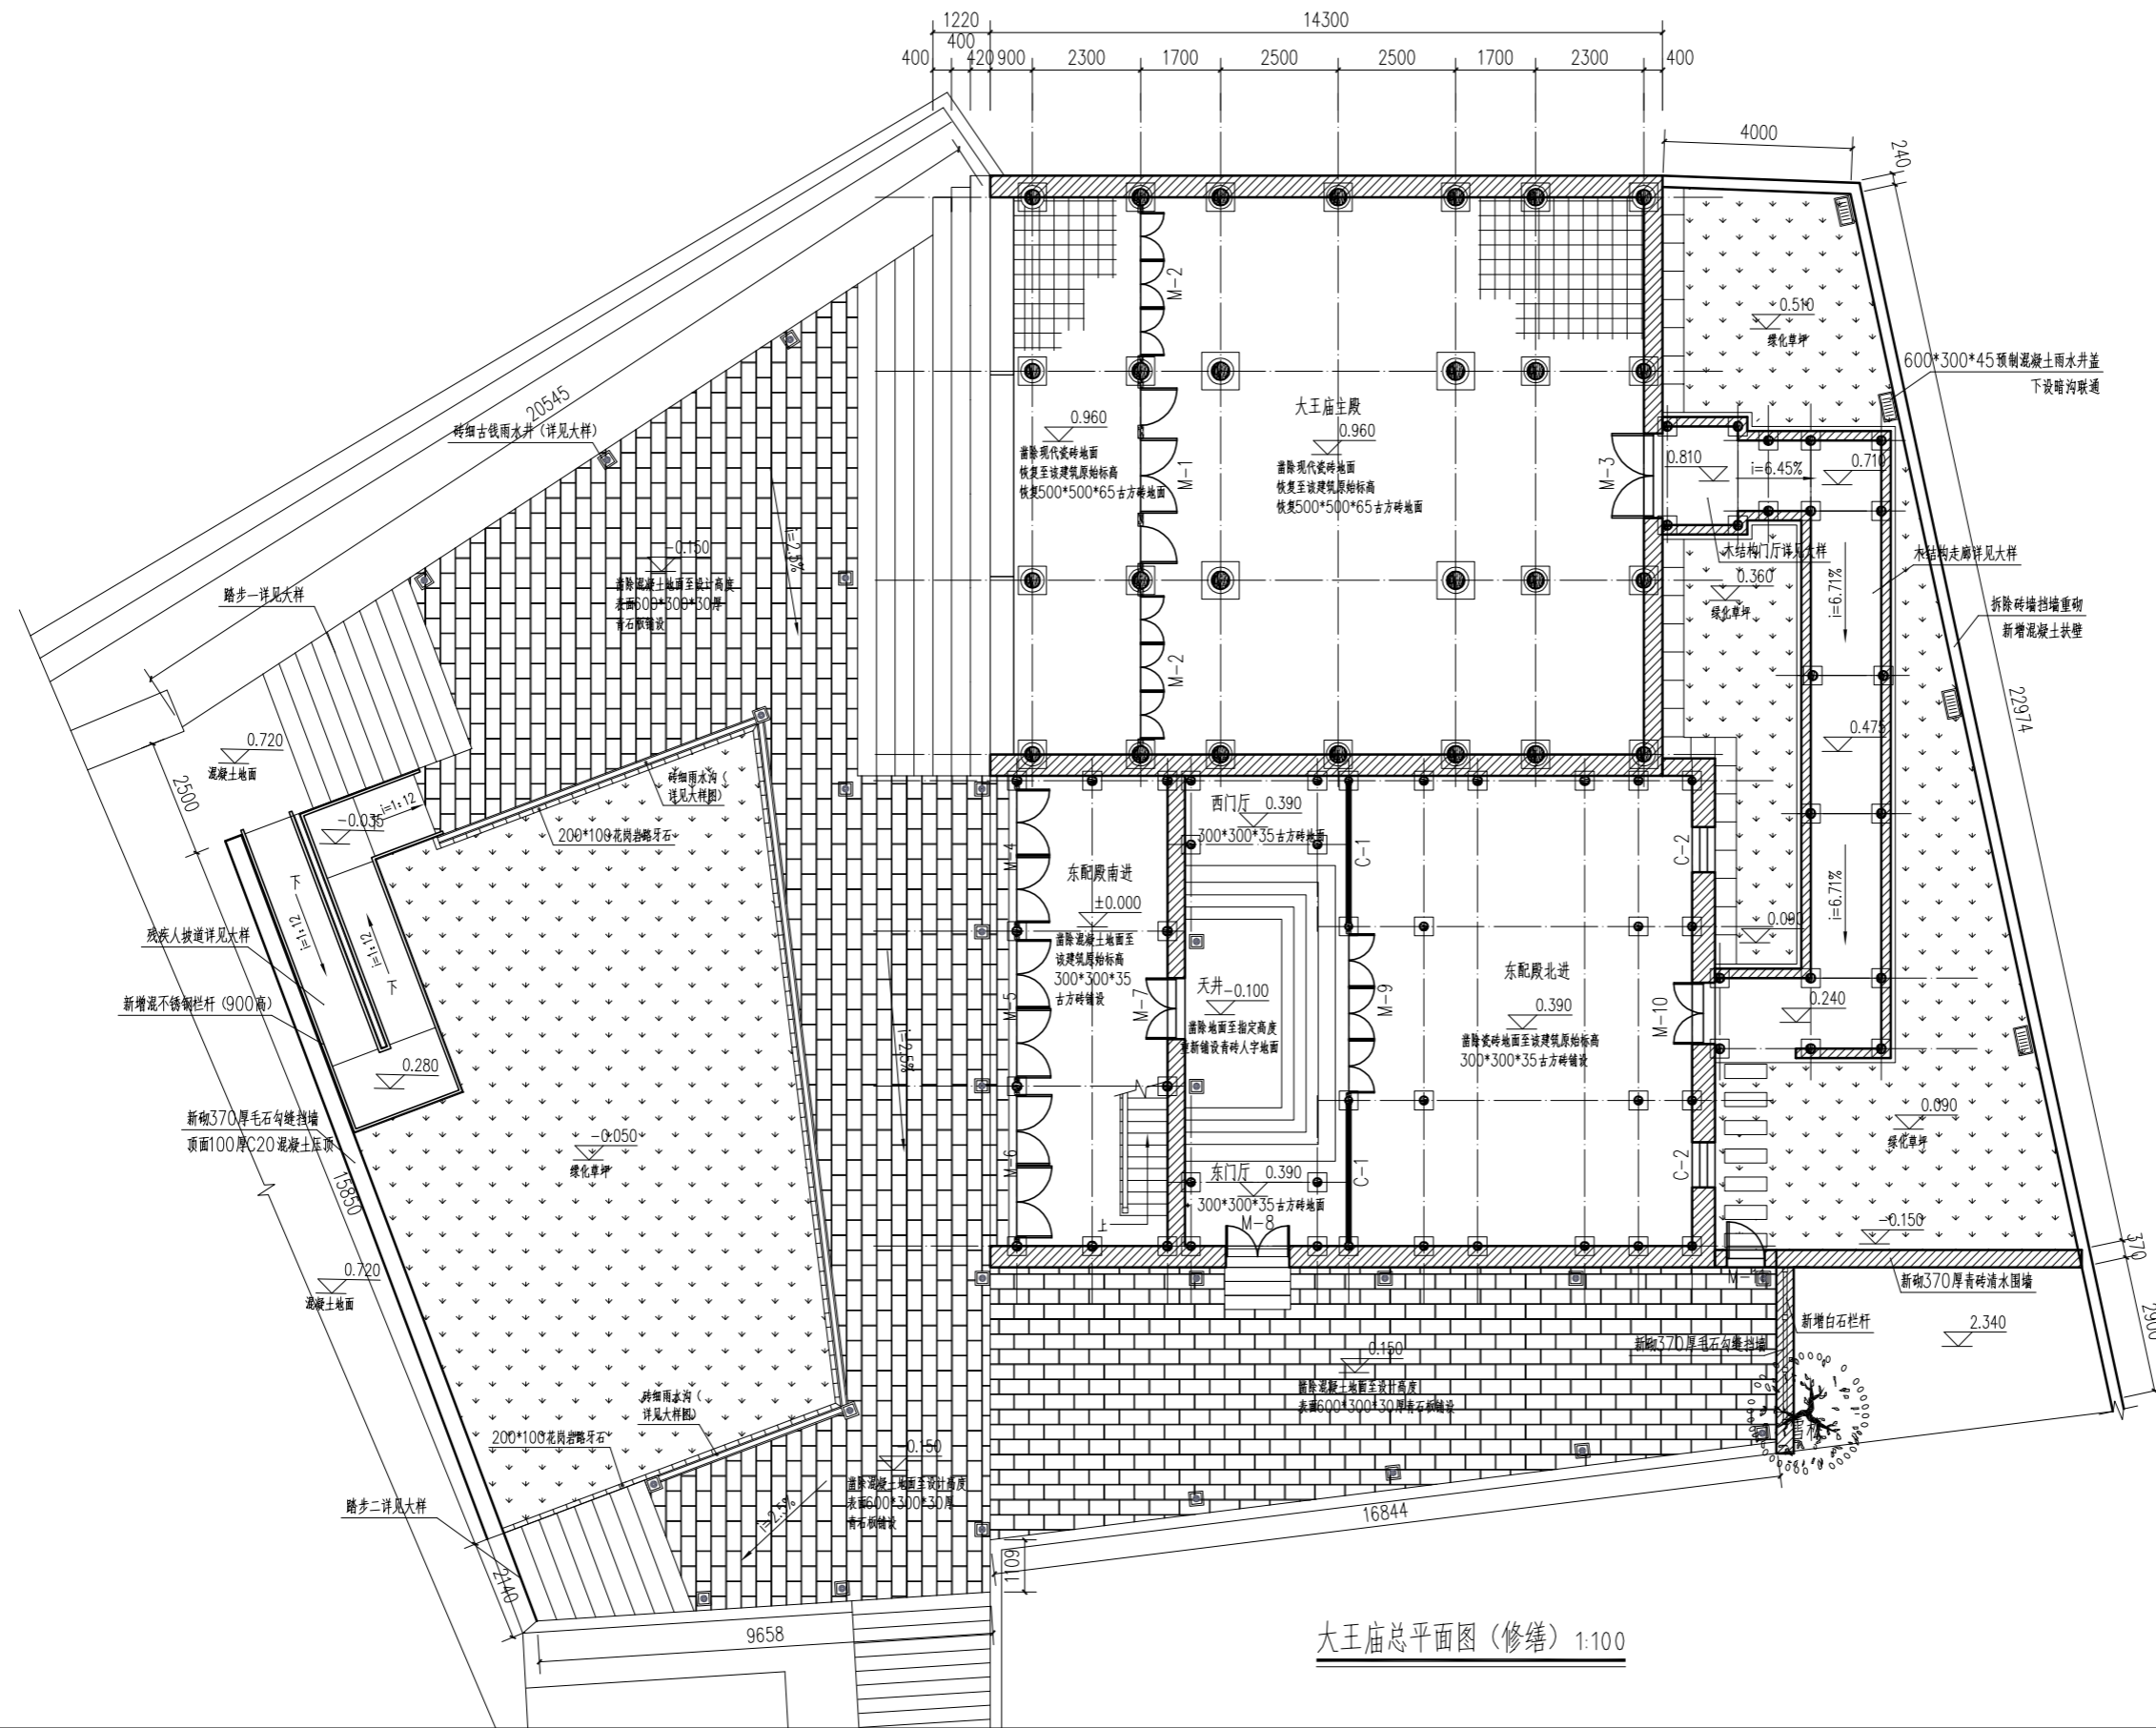 1220
14300
400
400
420
900
2300
1700
2500
2500
1700
2300
400
4000
240
20545
砖细古钱雨水井（详见大样）
M-2
0.960
凿除现代瓷砖地面
恢复至该建筑原始标高
恢复500*500*65古方砖地面
M-1
大王庙主殿
0.960
凿除现代瓷砖地面
恢复至该建筑原始标高
恢复500*500*65古方砖地面
M-3
0.510
绿化草坪
600*300*45预制混凝土雨水井盖
下设暗沟联通
0.810
i=6.45%
0.710
木结构门厅详见大样
木结构走廊详见大样
0.360
绿化草坪
i=6.71%
拆除砖墙挡墙重砌
新增混凝土扶壁
22974
踏步一详见大样
-0.150
凿除混凝土地面至设计高度
表面600*300*30厚
青石板铺设
i=2.5%
M-2
0.720
混凝土地面
2500
砖细雨水沟（
详见大样图）
200*100花岗岩路牙石
-0.035
i=1:12
下
i=1:12
i=1:12
下
残疾人坡道详见大样
新增混不锈钢栏杆（900高）
0.280
新砌370厚毛石勾缝挡墙
顶面100厚C20混凝土压顶
15850
-0.050
绿化草坪
0.720
混凝土地面
M-4
东配殿南进
±0.000
凿除混凝土地面至
该建筑原始标高
300*300*35
古方砖铺设
M-5
M-6
M-7
i=2.5%
西门厅
0.390
300*300*35古方砖地面
C-1
天井
-0.100
凿除地面至指定高度
重新铺设青砖人字地面
M-9
东门厅
0.390
300*300*35古方砖地面
C-1
M-8
上
东配殿北进
0.390
凿除瓷砖地面至该建筑原始标高
300*300*35古方砖铺设
C-2
M-10
C-2
0.475
0.090
i=6.71%
0.240
0.090
绿化草坪
-0.150
370
新砌370厚青砖清水围墙
2900
新增白石栏杆
2.340
新砌370厚毛石勾缝挡墙
0.150
凿除混凝土地面至设计高度
表面600*300*30厚青石板铺设
砖细雨水沟（
详见大样图）
200*100花岗岩路牙石
踏步二详见大样
-0.150
凿除混凝土地面至设计高度
表面600*300*30厚
青石板铺设
i=2.5%
2140
9658
1109
16844
大王庙总平面图（修缮） 1:100